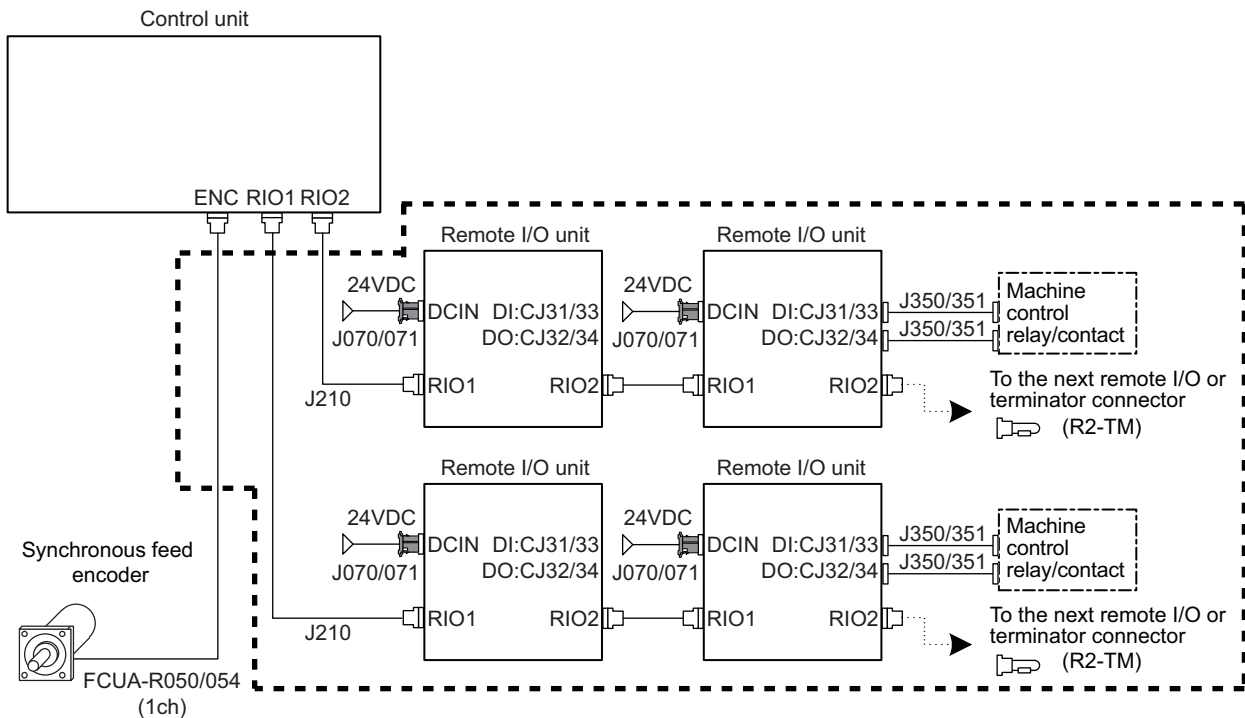 Control unit
ENC RIO1 RIO2
Remote I/O unit
Remote I/O unit
24VDC
DCIN DI:CJ31/33
DO:CJ32/34
J070/071
24VDC
DCIN DI:CJ31/33
DO:CJ32/34
J070/071
J350/351
J350/351
Machine
control
relay/contact
J210
RIO1
RIO2
RIO1
RIO2
To the next remote I/O or
terminator connector
(R2-TM)
Remote I/O unit
Remote I/O unit
24VDC
DCIN DI:CJ31/33
DO:CJ32/34
J070/071
24VDC
DCIN DI:CJ31/33
DO:CJ32/34
J070/071
J350/351
J350/351
Machine
control
relay/contact
J210
RIO1
RIO2
RIO1
RIO2
To the next remote I/O or
terminator connector
(R2-TM)
Synchronous feed
encoder
FCUA-R050/054
(1ch)